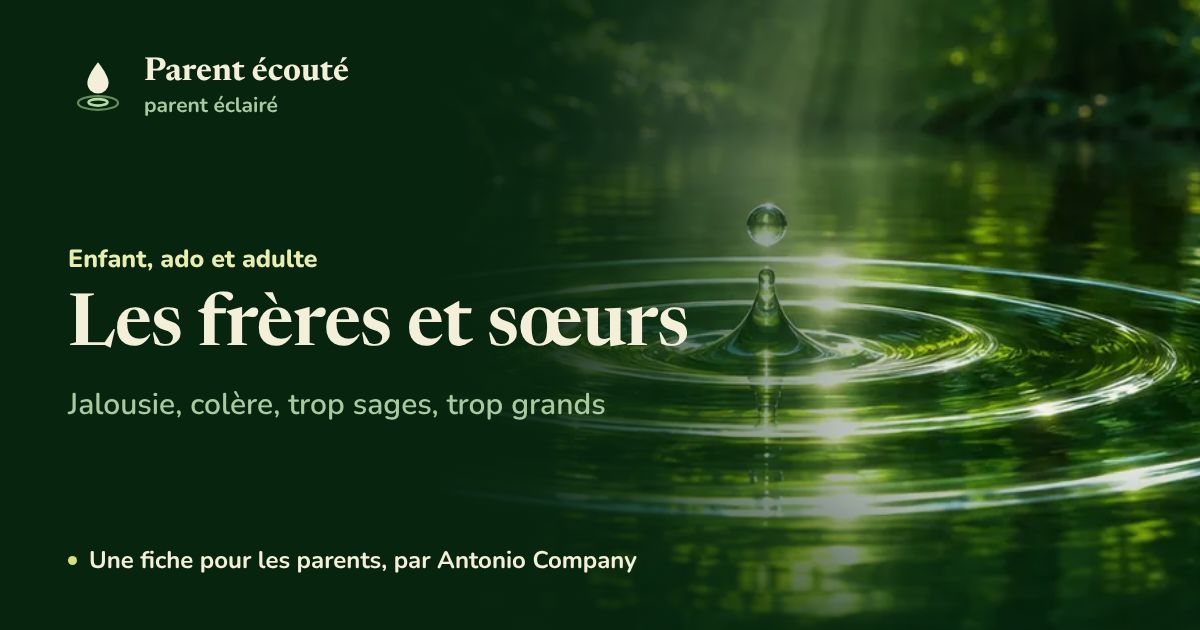 Parent écouté
parent éclairé
Enfant, ado et adulte
Les frères et sœurs
Jalousie, colère, trop sages, trop grands
Une fiche pour les parents, par Antonio Company